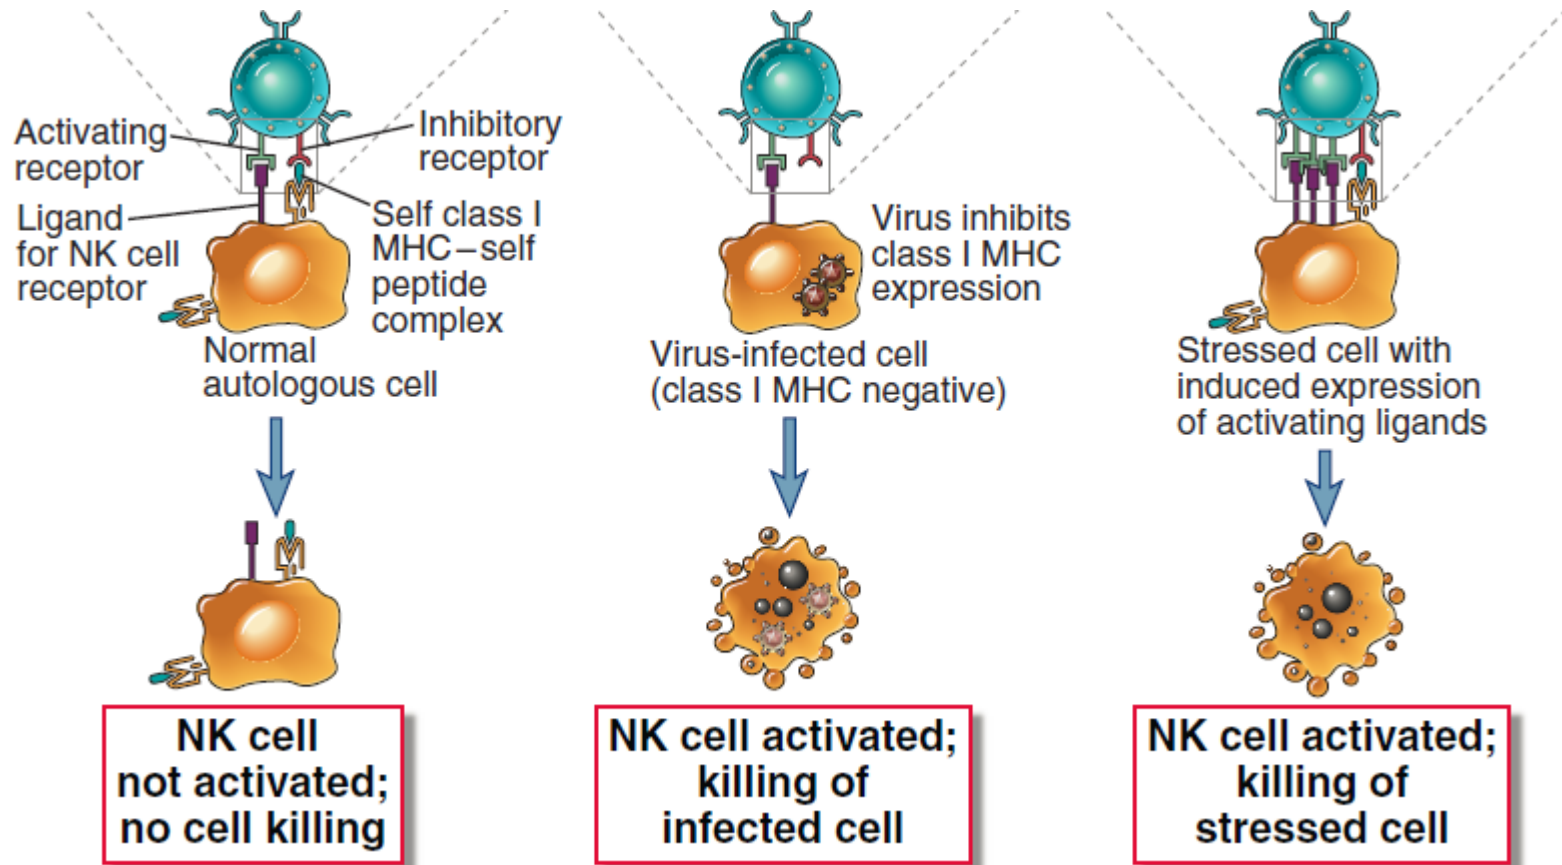 Activating
receptor
Inhibitory
receptor
Ligand
for NK cell
receptor
Self class I
MHC–self
peptide
complex
Normal
autologous cell
NK cell
not activated;
no cell killing
Virus inhibits
class I MHC
expression
Virus-infected cell
(class I MHC negative)
NK cell activated;
killing of
infected cell
Stressed cell with
induced expression
of activating ligands
NK cell activated;
killing of
stressed cell